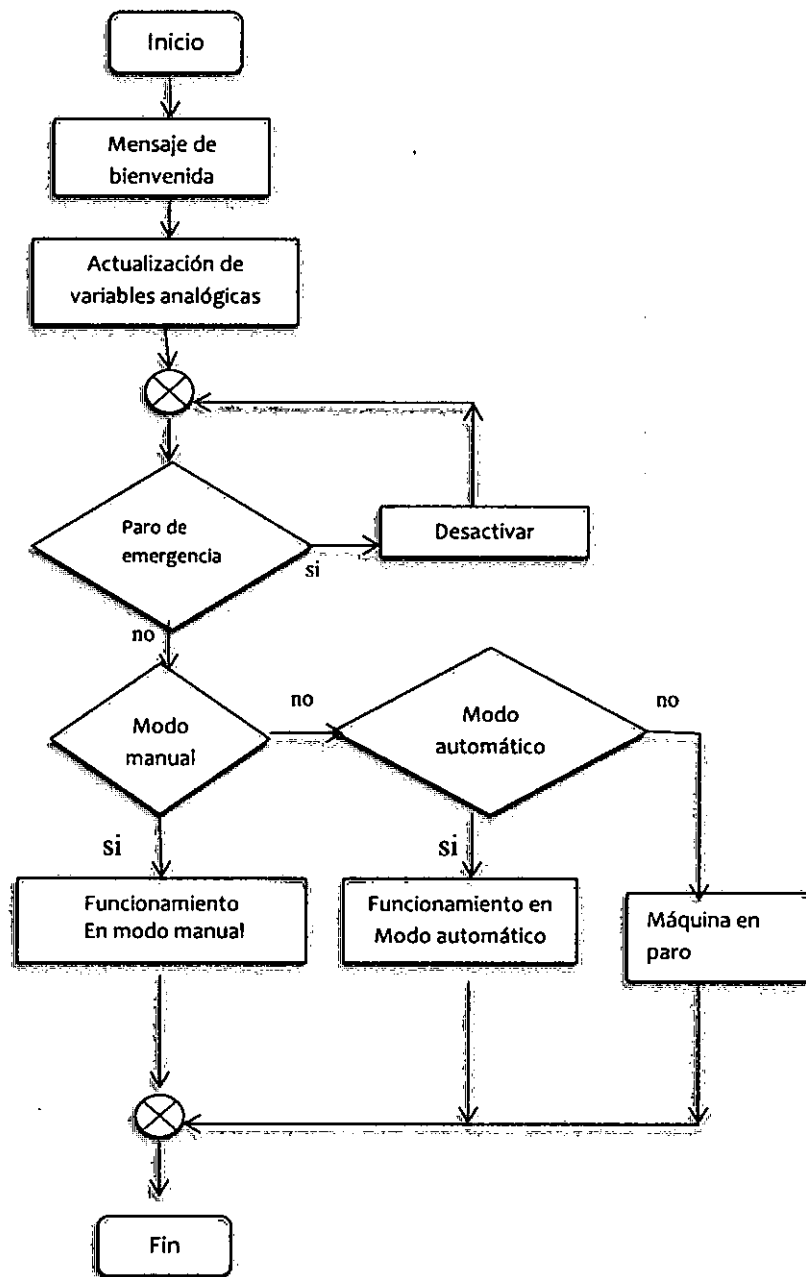 Inicio
Mensaje de
bienvenida
Actualización de
variables analógicas
Paro de
emergencia
si
Desactivar
no
Modo
manual
no
Modo
automático
no
si
Funcionamiento
En modo manual
si
Funcionamiento en
Modo automático
Máquina en
paro
Fin